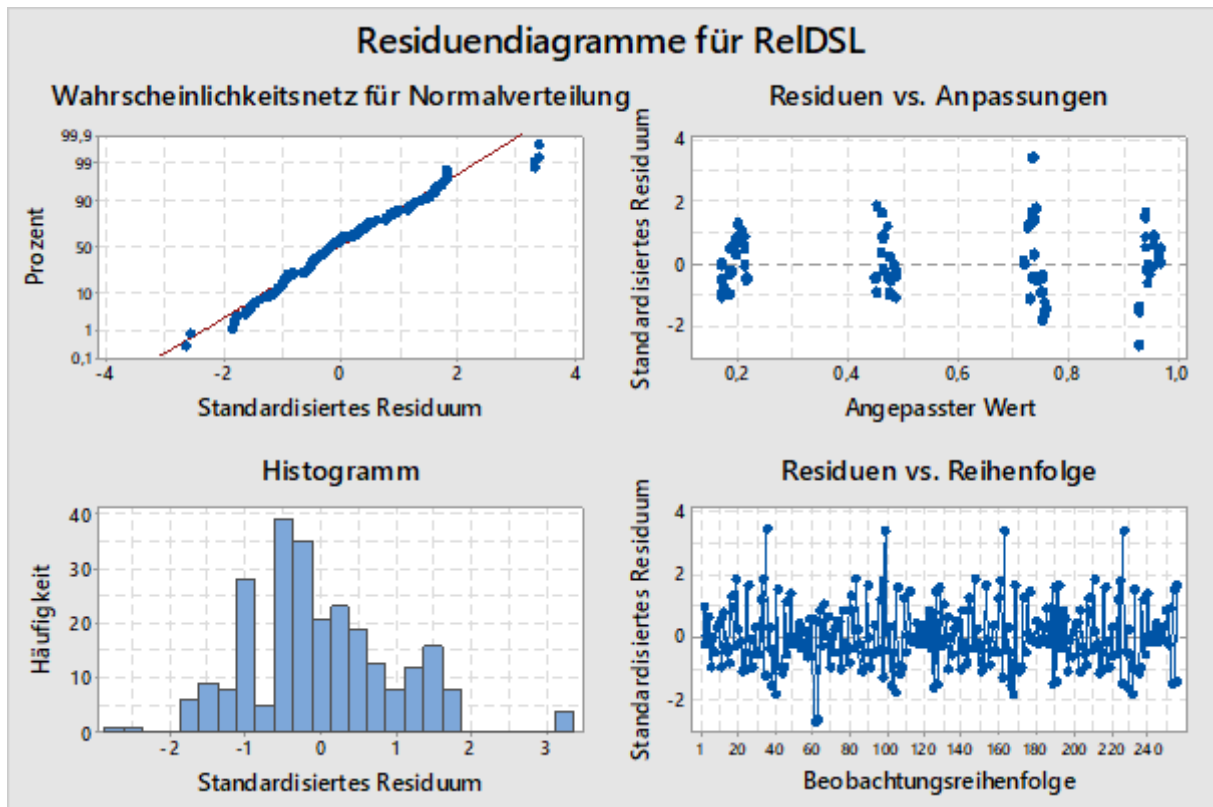 Residuendiagramme für RelDSL
Wahrscheinlichkeitsnetz für Normalverteilung
99,9
99
90
50
10
1
0,1
Prozent
-4 -2 0 2 4
Standardisiertes Residuum
Residuen vs. Anpassungen
4
2
0
-2
Standardisiertes Residuum
0,2 0,4 0,6 0,8 1,0
Angepasster Wert
Histogramm
40
30
20
10
0
Häufigkeit
-2 -1 0 1 2 3
Standardisiertes Residuum
Residuen vs. Reihenfolge
4
2
0
-2
Standardisiertes Residuum
1 20 40 60 80 100 120 140 160 180 200 220 240
Beobachtungsreihenfolge